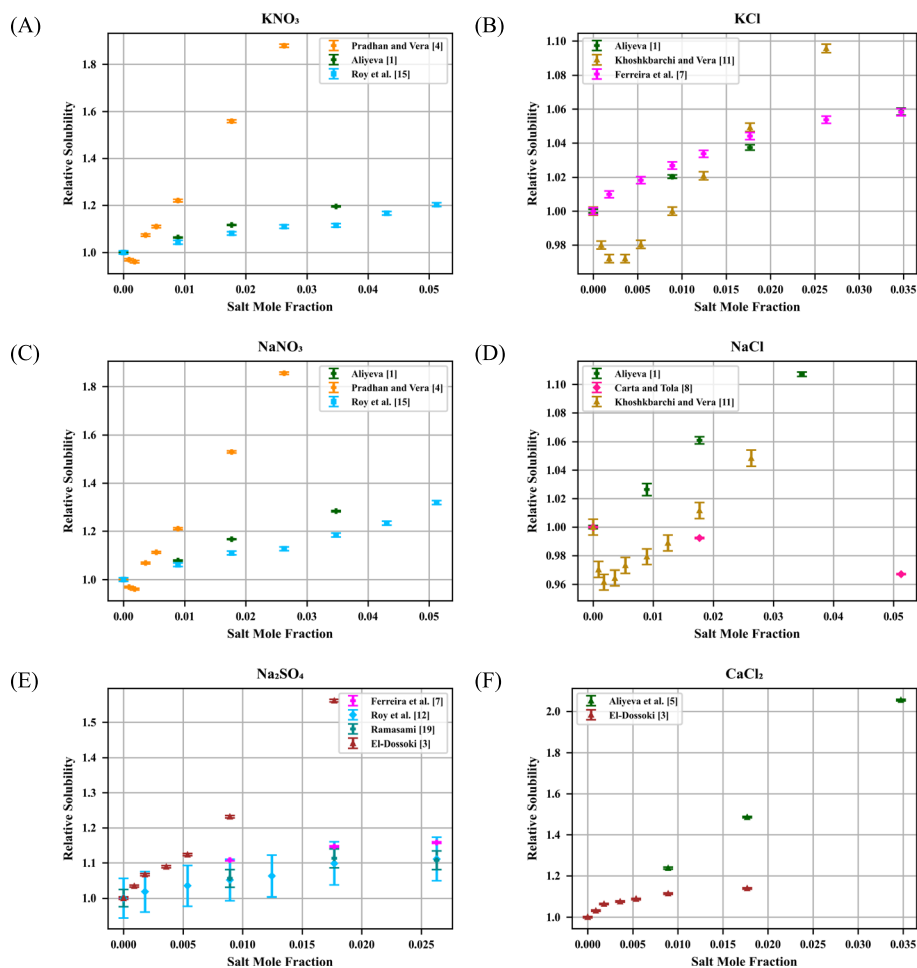 (A)
KNO₃
Relative Solubility
1.8
1.6
1.4
1.2
1.0
Pradhan and Vera [4]
Aliyeva [1]
Roy et al. [15]
0.00 0.01 0.02 0.03 0.04 0.05
Salt Mole Fraction
(B)
KCl
Relative Solubility
1.10
1.08
1.06
1.04
1.02
1.00
0.98
Aliyeva [1]
Khoshkbarchi and Vera [11]
Ferreira et al. [7]
0.000 0.005 0.010 0.015 0.020 0.025 0.030 0.035
Salt Mole Fraction
(C)
NaNO₃
Relative Solubility
1.8
1.6
1.4
1.2
1.0
Aliyeva [1]
Pradhan and Vera [4]
Roy et al. [15]
0.00 0.01 0.02 0.03 0.04 0.05
Salt Mole Fraction
(D)
NaCl
Relative Solubility
1.10
1.08
1.06
1.04
1.02
1.00
0.98
0.96
Aliyeva [1]
Carta and Tola [8]
Khoshkbarchi and Vera [11]
0.00 0.01 0.02 0.03 0.04 0.05
Salt Mole Fraction
(E)
Na₂SO₄
Relative Solubility
1.5
1.4
1.3
1.2
1.1
1.0
Ferreira et al. [7]
Roy et al. [12]
Ramasami [19]
El-Dossoki [3]
0.000 0.005 0.010 0.015 0.020 0.025
Salt Mole Fraction
(F)
CaCl₂
Relative Solubility
2.0
1.8
1.6
1.4
1.2
1.0
Aliyeva et al. [5]
El-Dossoki [3]
0.000 0.005 0.010 0.015 0.020 0.025 0.030 0.035
Salt Mole Fraction